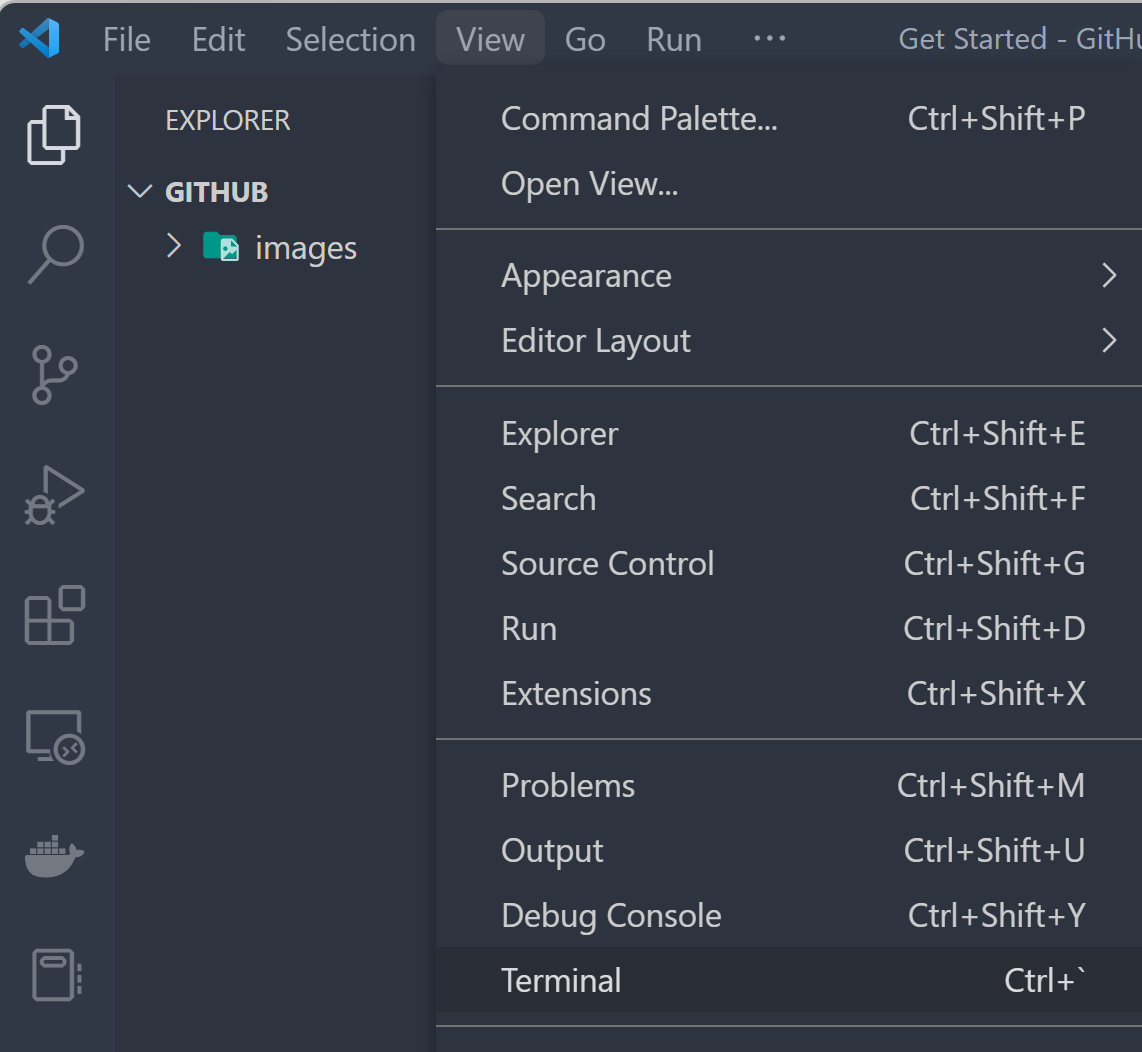 File Edit Selection View Go Run ··· Get Started - GitHu
EXPLORER
GITHUB
images
Command Palette... Ctrl+Shift+P
Open View...
Appearance
Editor Layout
Explorer Ctrl+Shift+E
Search Ctrl+Shift+F
Source Control Ctrl+Shift+G
Run Ctrl+Shift+D
Extensions Ctrl+Shift+X
Problems Ctrl+Shift+M
Output Ctrl+Shift+U
Debug Console Ctrl+Shift+Y
Terminal Ctrl+`